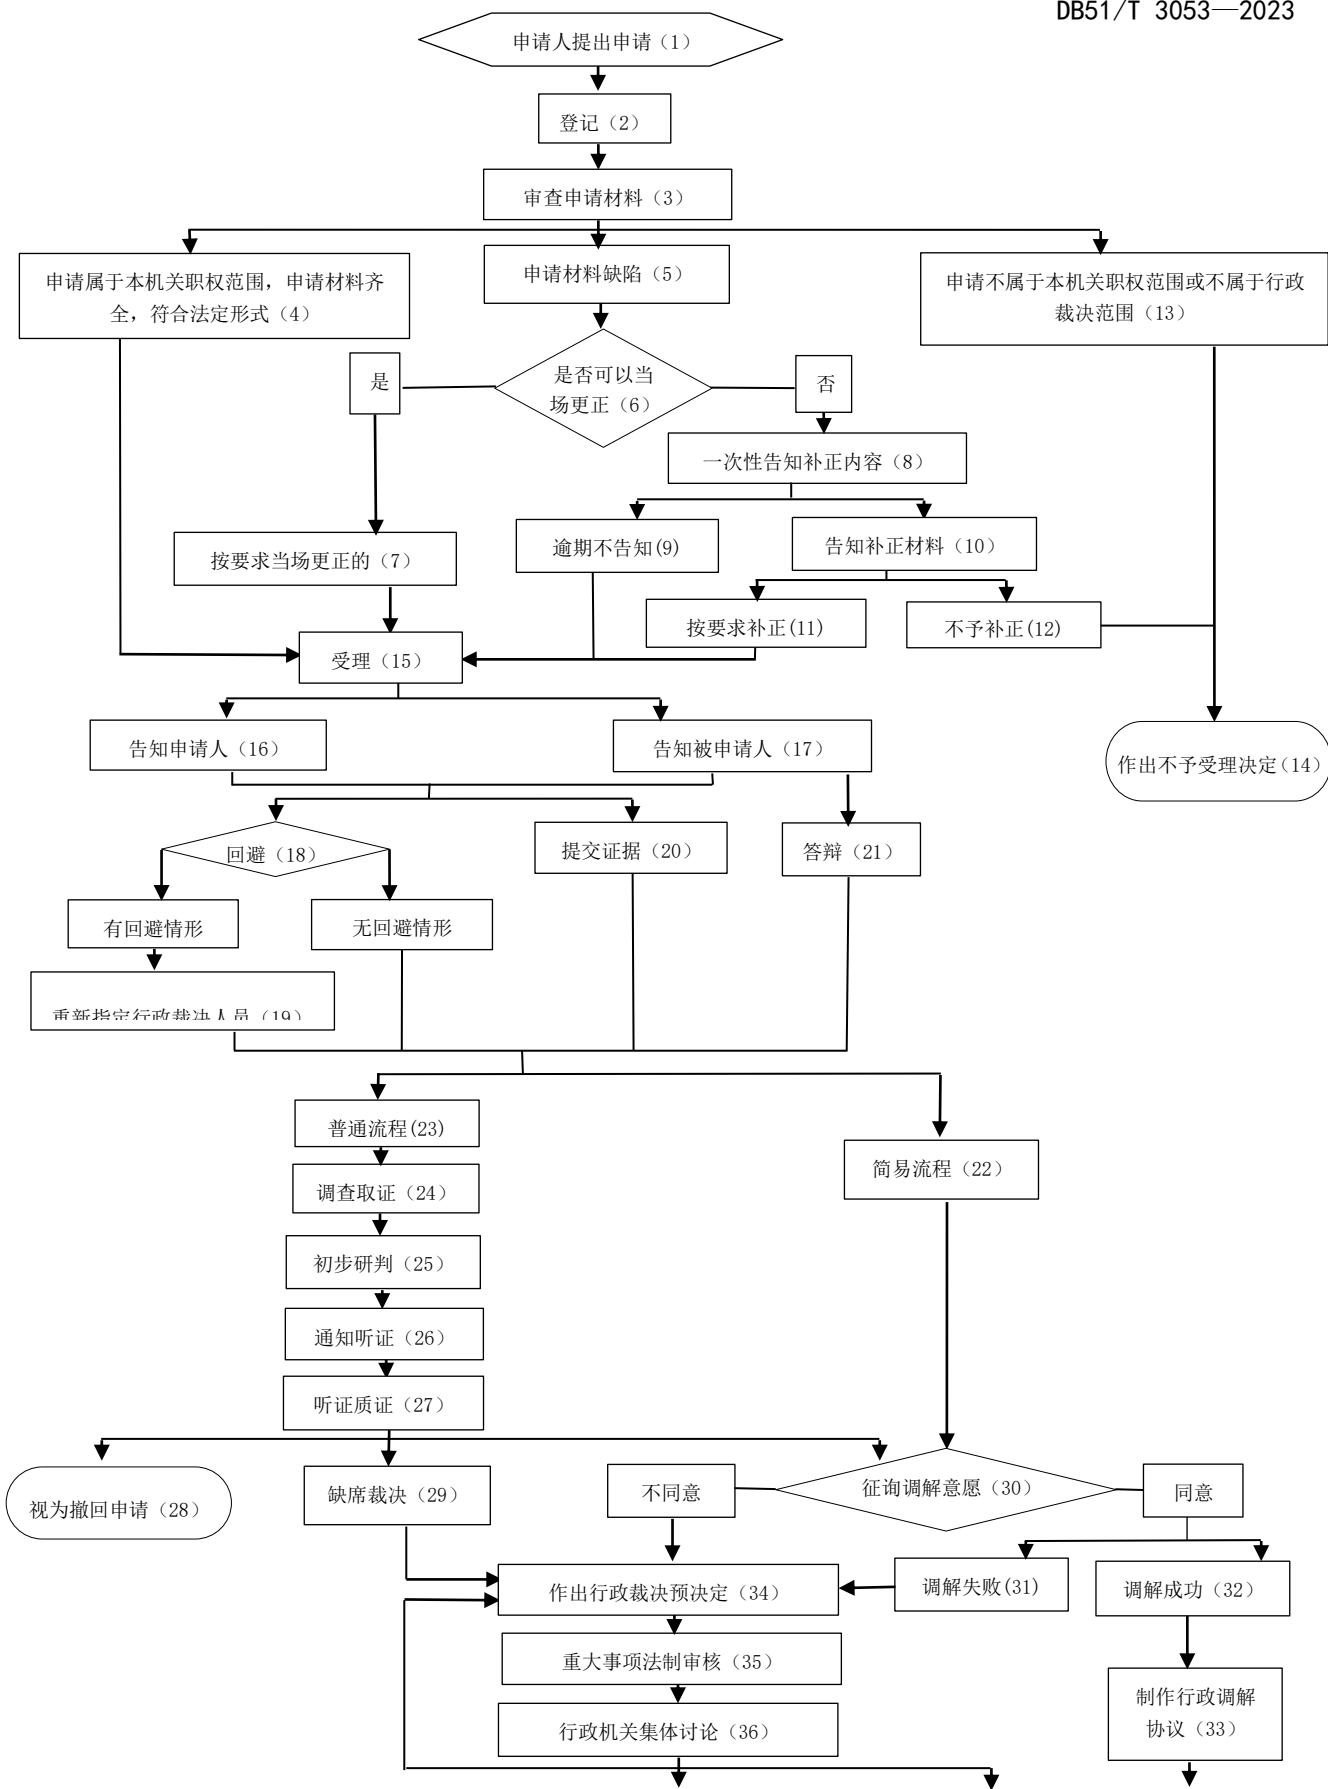 DB51/T 3053—2023
申请人提出申请（1）
登记（2）
审查申请材料（3）
申请属于本机关职权范围，申请材料齐
全，符合法定形式（4）
申请材料缺陷（5）
申请不属于本机关职权范围或不属于行政
裁决范围（13）
是
是否可以当
场更正（6）
否
一次性告知补正内容（8）
按要求当场更正的（7）
逾期不告知(9)
告知补正材料（10）
按要求补正(11)
不予补正(12)
受理（15）
告知申请人（16）
告知被申请人（17）
作出不予受理决定(14)
回避（18）
提交证据（20）
答辩（21）
有回避情形
无回避情形
重新指定行政裁决人员（19）
普通流程(23)
简易流程（22）
调查取证（24）
初步研判（25）
通知听证（26）
听证质证（27）
视为撤回申请（28）
缺席裁决（29）
不同意
征询调解意愿（30）
同意
作出行政裁决预决定（34）
调解失败(31)
调解成功（32）
重大事项法制审核（35）
制作行政调解
协议（33）
行政机关集体讨论（36）